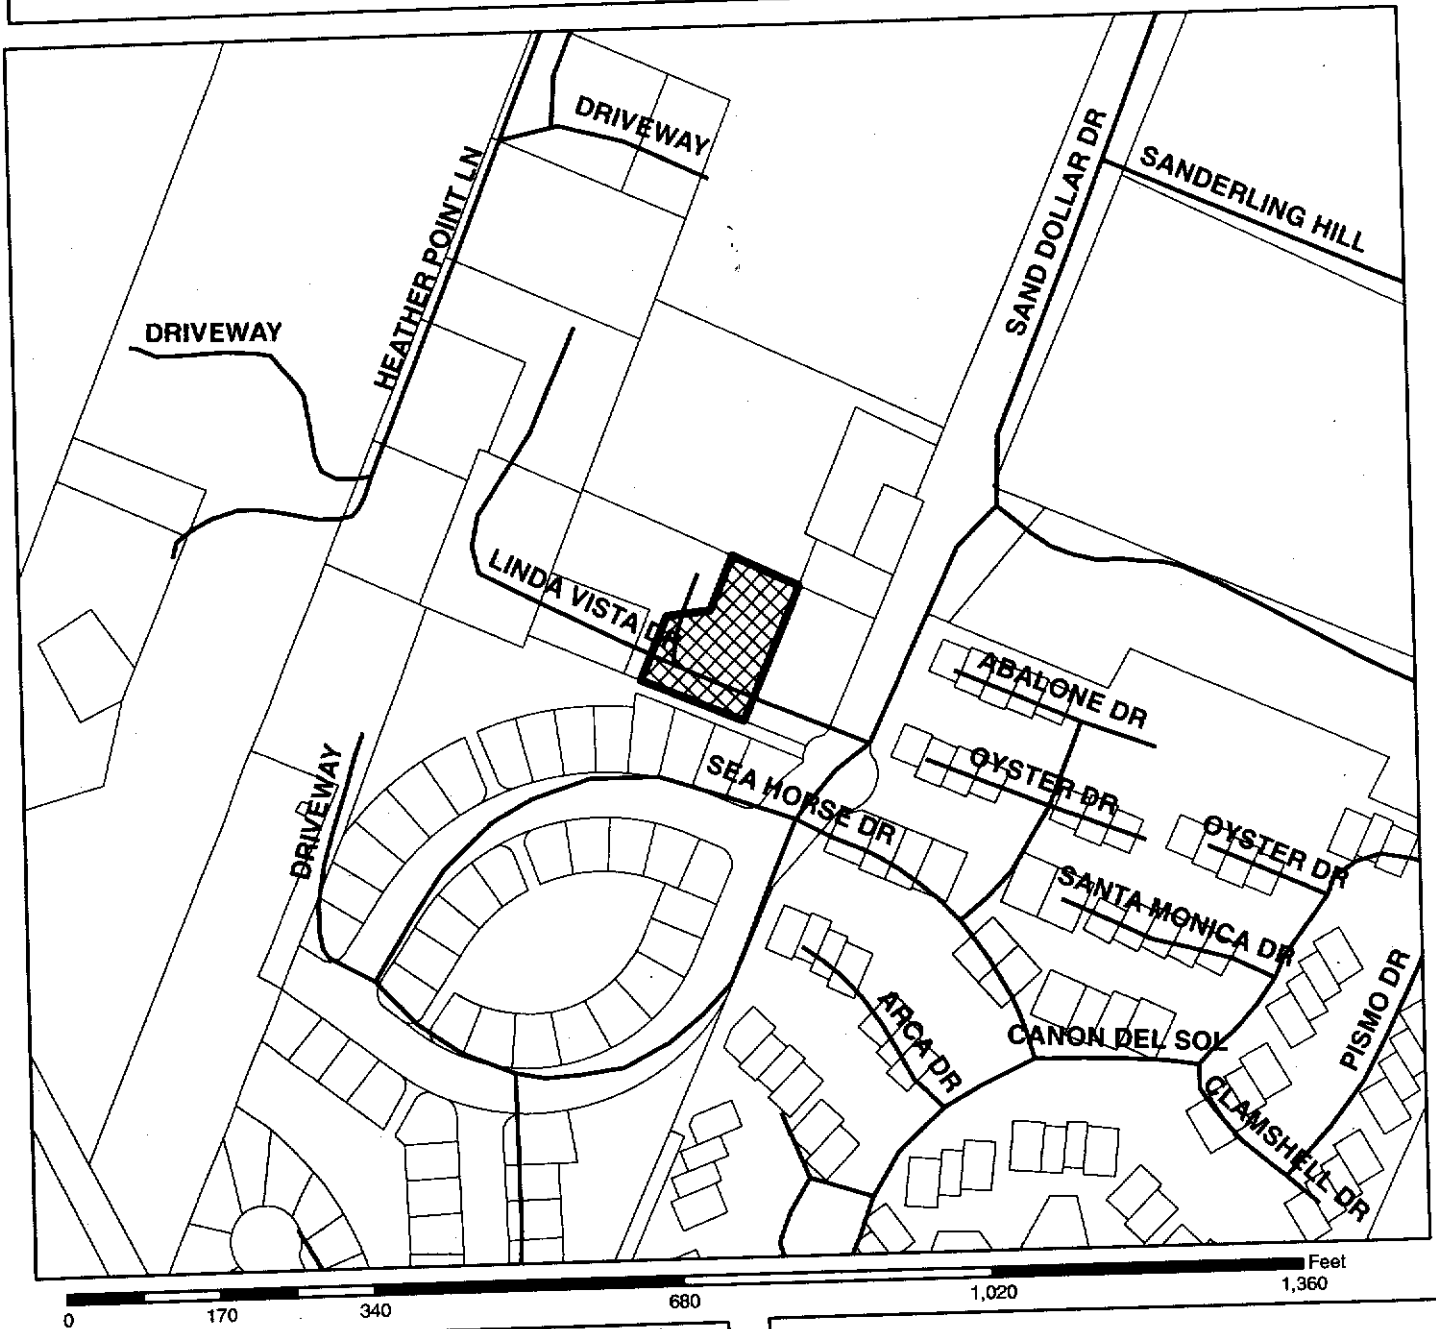 DRIVEWAY
HEATHER POINT LN
SAND DOLLAR DR
SANDERLING HILL
DRIVEWAY
LINDA VISTA DR
ABALONE DR
OYSTER DR
SEA HORSE DR
DRIVEWAY
OYSTER DR
SANTA MONICA DR
PISMO DR
ARCA DR
CANON DEL SOL
CLAMSHELL DR
Feet
0 170 340 680 1,020 1,360